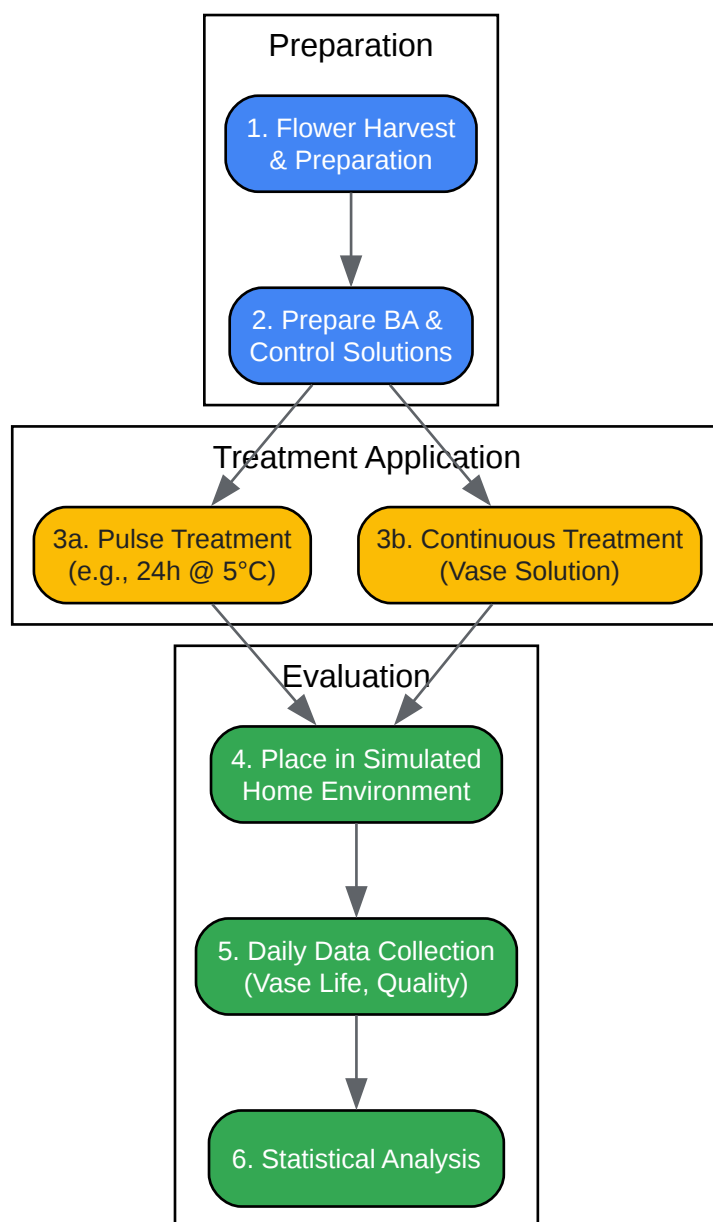 Preparation
1. Flower Harvest
& Preparation
2. Prepare BA &
Control Solutions
Treatment Application
3a. Pulse Treatment
(e.g., 24h @ 5°C)
3b. Continuous Treatment
(Vase Solution)
Evaluation
4. Place in Simulated
Home Environment
5. Daily Data Collection
(Vase Life, Quality)
6. Statistical Analysis